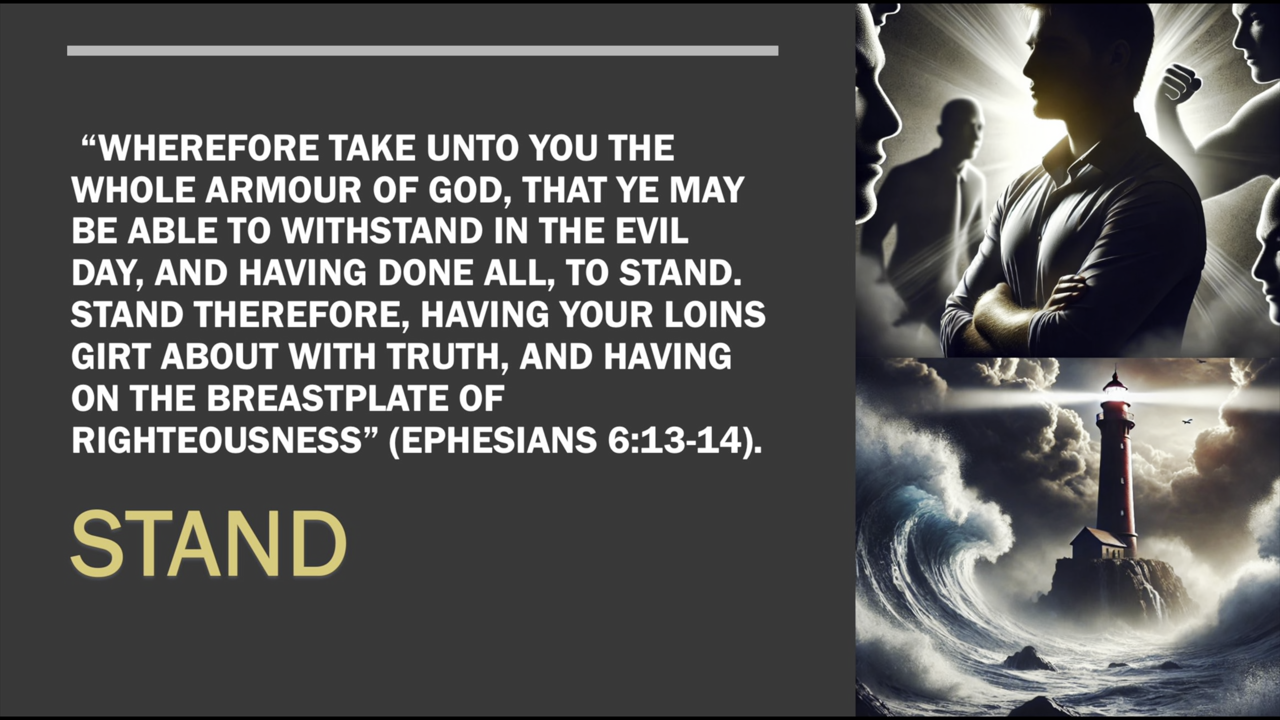 “WHEREFORE TAKE UNTO YOU THE
WHOLE ARMOUR OF GOD, THAT YE MAY
BE ABLE TO WITHSTAND IN THE EVIL
DAY, AND HAVING DONE ALL, TO STAND.
STAND THEREFORE, HAVING YOUR LOINS
GIRT ABOUT WITH TRUTH, AND HAVING
ON THE BREASTPLATE OF
RIGHTEOUSNESS” (EPHESIANS 6:13-14).
STAND